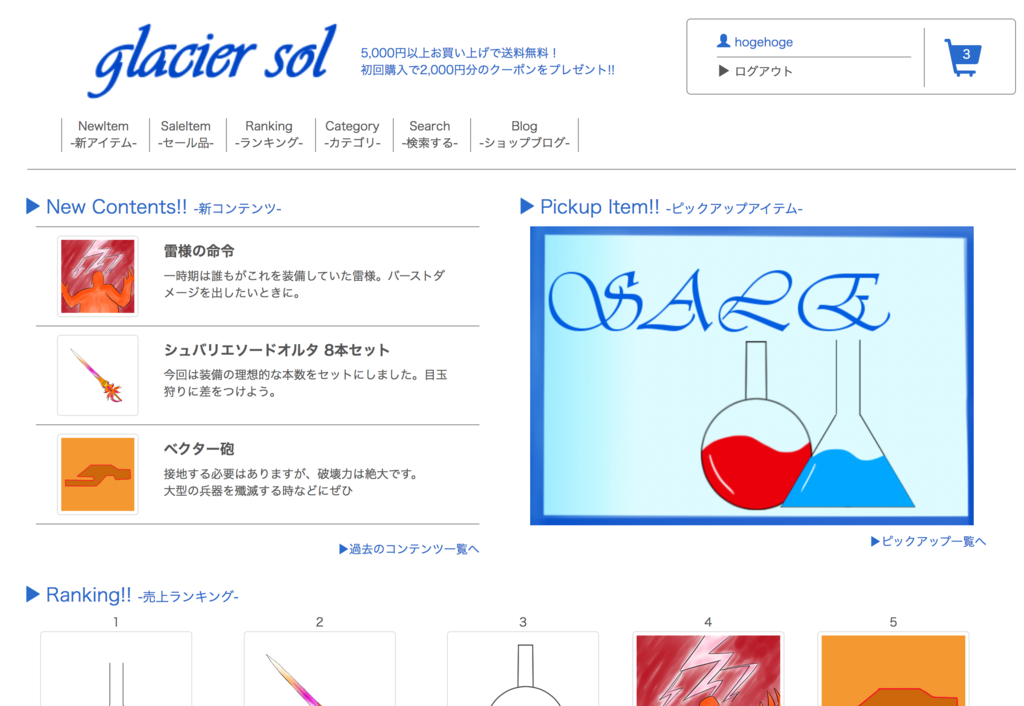 glacier sol
5,000円以上お買い上げで送料無料！
初回購入で2,000円分のクーポンをプレゼント!!
hogehoge
▶ ログアウト
3
NewItem
-新アイテム-
SaleItem
-セール品-
Ranking
-ランキング-
Category
-カテゴリ-
Search
-検索する-
Blog
-ショップブログ-
▶ New Contents!! -新コンテンツ-
雷様の命令
一時期は誰もがこれを装備していた雷様。バーストダ
メージを出したいときに。
シュバリエソードオルタ 8本セット
今回は装備の理想的な本数をセットにしました。目玉
狩りに差をつけよう。
ベクター砲
接地する必要はありますが、破壊力は絶大です。
大型の兵器を殲滅する時などにぜひ
▶過去のコンテンツ一覧へ
▶ Pickup Item!! -ピックアップアイテム-
SALE
▶ピックアップ一覧へ
▶ Ranking!! -売上ランキング-
1
2
3
4
5